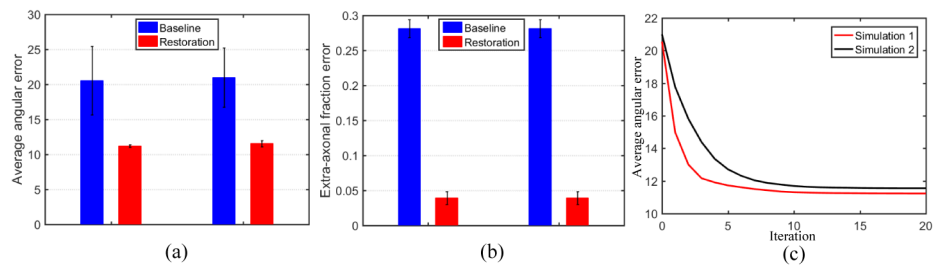 30
25
20
15
10
5
0
Average angular error
Baseline
Restoration
(a)
0.3
0.25
0.2
0.15
0.1
0.05
0
Extra-axonal fraction error
Baseline
Restoration
(b)
22
20
18
16
14
12
10
Average angular error
Simulation 1
Simulation 2
0 5 10 15 20
Iteration
(c)